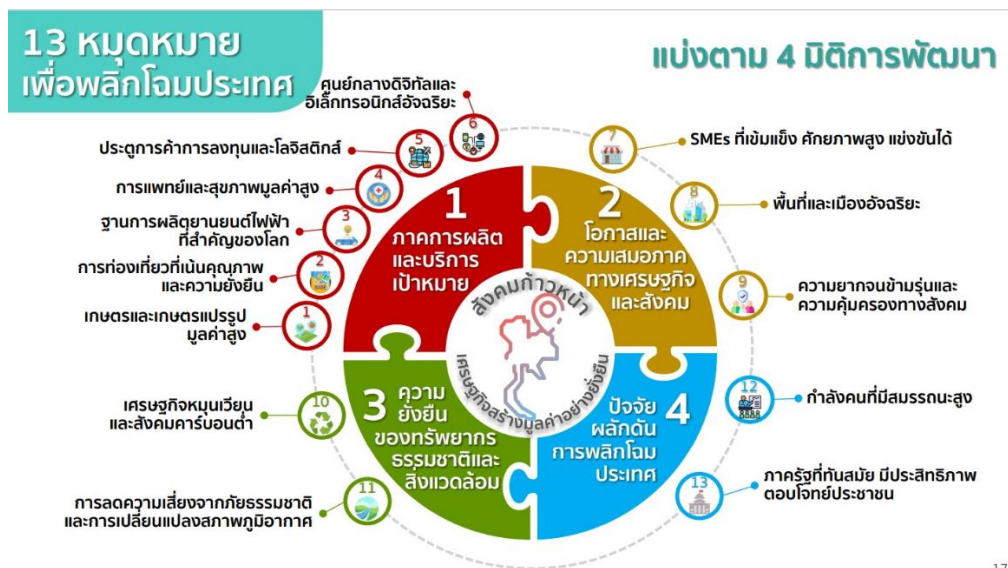 13 หมุดหมาย
เพื่อพลิกโฉมประเทศ
แบ่งตาม 4 มิติการพัฒนา
ศูนย์กลางดิจิทัลและ
อิเล็กทรอนิกส์อัจฉริยะ
6
ประตูการค้าการลงทุนและโลจิสติกส์
5
การแพทย์และสุขภาพมูลค่าสูง
4
ฐานการผลิตยานยนต์ไฟฟ้า
ที่สำคัญของโลก
3
การท่องเที่ยวที่เน้นคุณภาพ
และความยั่งยืน
2
เกษตรและเกษตรแปรรูป
มูลค่าสูง
1
1
ภาคการผลิต
และบริการ
เป้าหมาย
2
โอกาสและ
ความเสมอภาค
ทางเศรษฐกิจ
และสังคม
7
SMEs ที่เข้มแข็ง ศักยภาพสูง แข่งขันได้
8
พื้นที่และเมืองอัจฉริยะ
9
ความยากจนข้ามรุ่นและ
ความคุ้มครองทางสังคม
สังคมก้าวหน้า
เศรษฐกิจสร้างมูลค่าอย่างยั่งยืน
3 ความ
ยั่งยืน
ของทรัพยากร
ธรรมชาติและ
สิ่งแวดล้อม
10
เศรษฐกิจหมุนเวียน
และสังคมคาร์บอนต่ำ
11
การลดความเสี่ยงจากภัยธรรมชาติ
และการเปลี่ยนแปลงสภาพภูมิอากาศ
4
ปัจจัย
ผลักดัน
การพลิกโฉม
ประเทศ
12
กำลังคนที่มีสมรรถนะสูง
13
ภาครัฐที่ทันสมัย มีประสิทธิภาพ
ตอบโจทย์ประชาชน